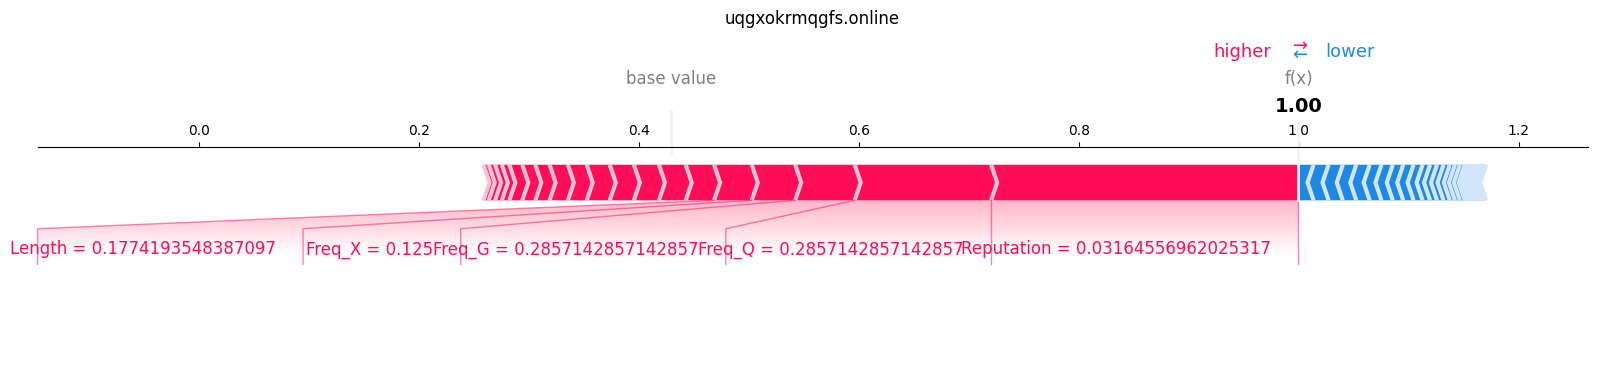 uqgxokrmqgfs.online
higher → ← lower
base value f(x)
1.00
0.0 0.2 0.4 0.6 0.8 1.0 1.2
Length = 0.1774193548387097 Freq_X = 0.125 Freq_G = 0.2857142857142857 Freq_Q = 0.2857142857142857 Reputation = 0.03164556962025317